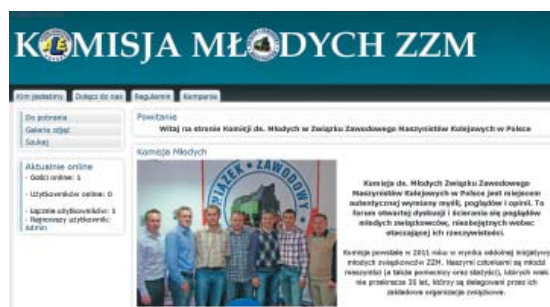 KOMISJA MŁODYCH ZZM
Kim jesteśmy Dołącz do nas Regulamin Kampanie
Do pobrania
Galeria zdjęć
Szukaj
Aktualnie online
· Gości online: 1
· Użytkowników online: 0
· Łącznie użytkowników: 1
· Najnowszy użytkownik:
Admin
Powitanie
Witaj na stronie Komisji ds. Młodych w Związku Zawodowego Maszynistów Kolejowych w Polsce
Komisja Młodych
ZWIĄZEK ZAWODOWY
Komisja ds. Młodych Związku Zawodowego
Maszynistów Kolejowych w Polsce jest miejscem
autentycznej wymiany myśli, poglądów i opinii. To
forum otwartej dyskusji i ścierania się poglądów
młodych związkowców, nieobojętnych wobec
otaczającej ich rzeczywistości.
Komisja powstała w 2011 roku w wyniku oddolnej inicjatywy
młodych związkowców ZZM. Naszymi członkami są młodzi
maszyniści (a także pomocnicy oraz stażyści), których wiek
nie przekracza 35 lat, którzy są delegowani przez ich
zakładowe organizacje związkowe.